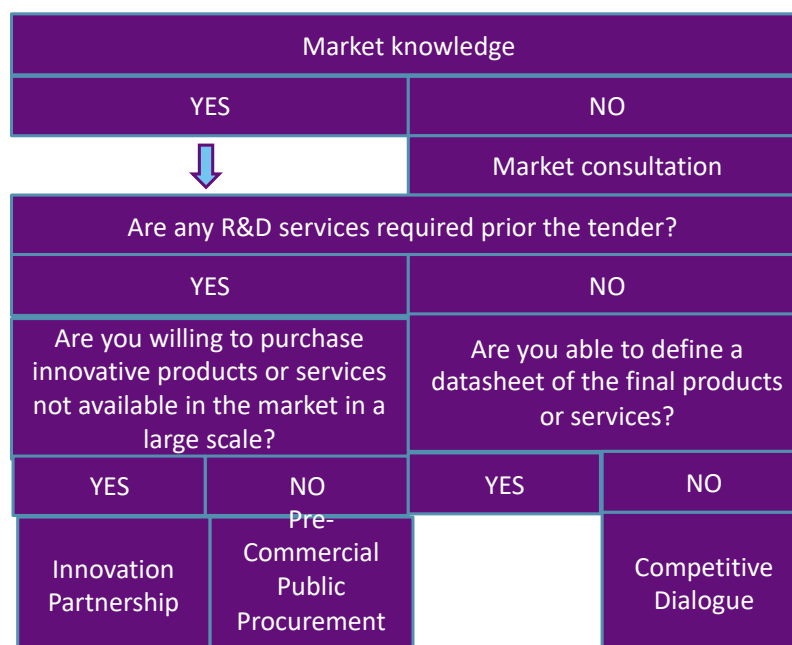 Market knowledge
YES
NO
Market consultation
Are any R&D services required prior the tender?
YES
NO
Are you willing to purchase
innovative products or services
not available in the market in a
large scale?
Are you able to define a
datasheet of the final products
or services?
YES
NO
YES
NO
Innovation
Partnership
Pre-
Commercial
Public
Procurement
Competitive
Dialogue